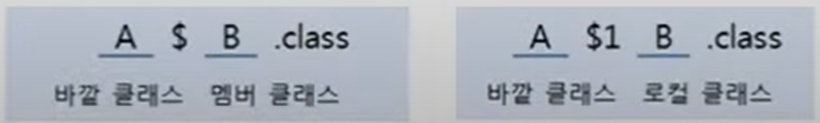 A $ B .class
바깥 클래스 멤버 클래스
A $1 B .class
바깥 클래스 로컬 클래스